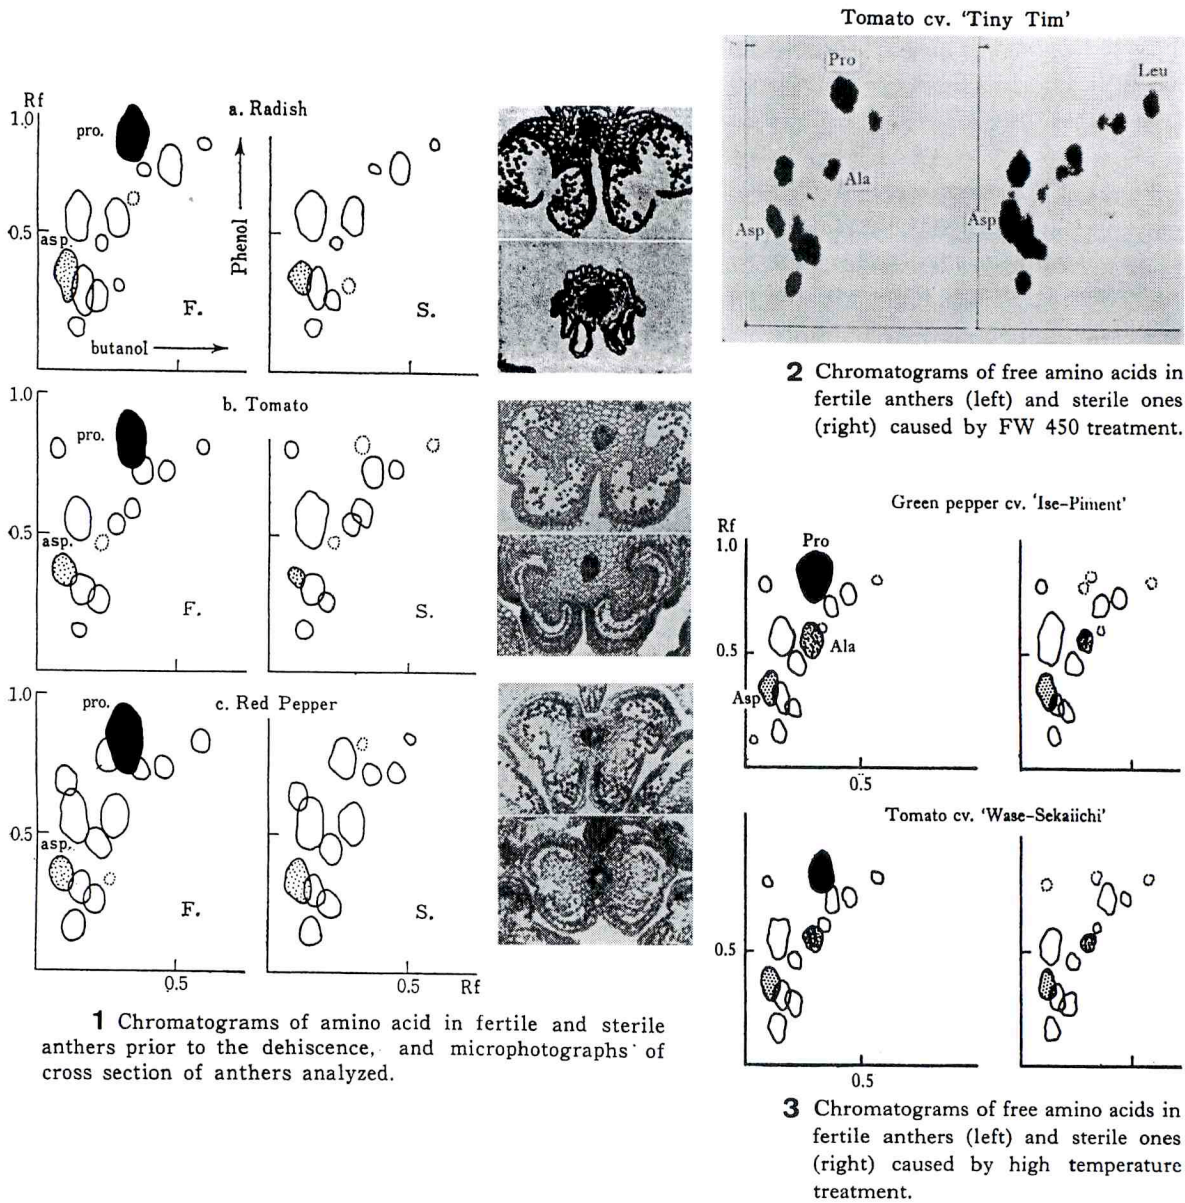 Rf
1.0
pro.
a. Radish
Phenol
0.5
asp.
F.
S.
butanol
0.5
1.0
b. Tomato
pro.
0.5
asp.
F.
S.
0.5
1.0
pro.
c. Red Pepper
0.5
asp.
F.
S.
0.5
0.5
Rf
1 Chromatograms of amino acid in fertile and sterile
anthers prior to the dehiscence, and microphotographs of
cross section of anthers analyzed.
Tomato cv. 'Tiny Tim'
Pro
Leu
Ala
Asp
Asp
2 Chromatograms of free amino acids in
fertile anthers (left) and sterile ones
(right) caused by FW 450 treatment.
Green pepper cv. 'Ise-Piment'
Rf
1.0
Pro
0.5
Ala
Asp
0.5
Tomato cv. 'Wase-Sekaiichi'
0.5
0.5
3 Chromatograms of free amino acids in
fertile anthers (left) and sterile ones
(right) caused by high temperature
treatment.